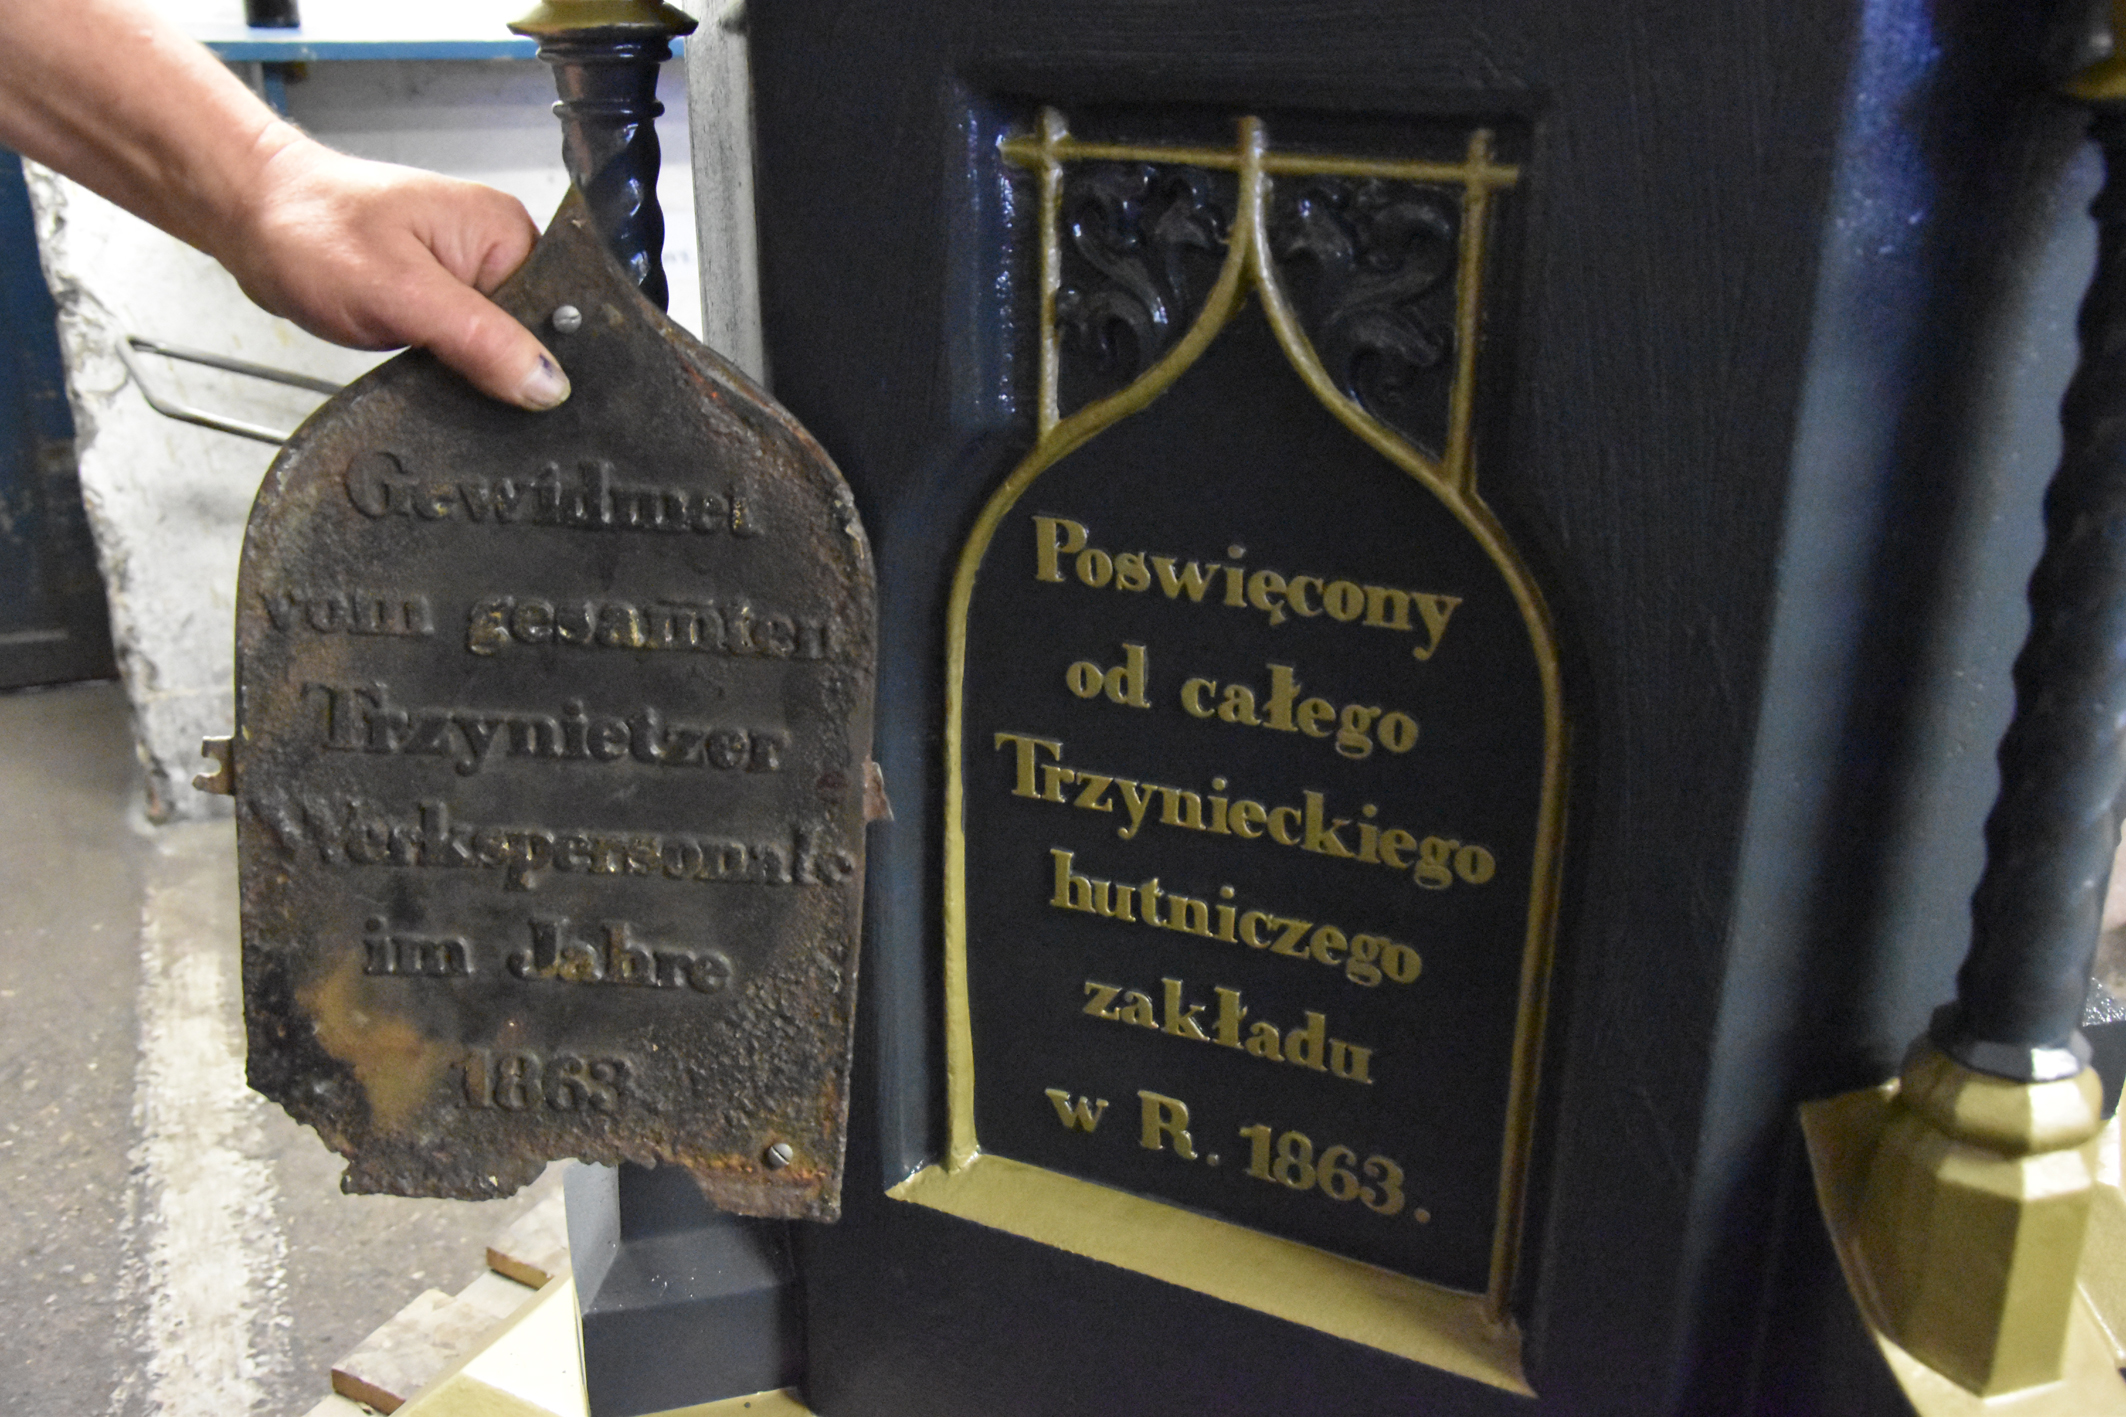 Gewidmet
vom gesamten
Trzynietzer
Werkspersonale
im Jahre
1863
Poswięcony
od całego
Trzynieckiego
hutniczego
zakładu
w R. 1863.